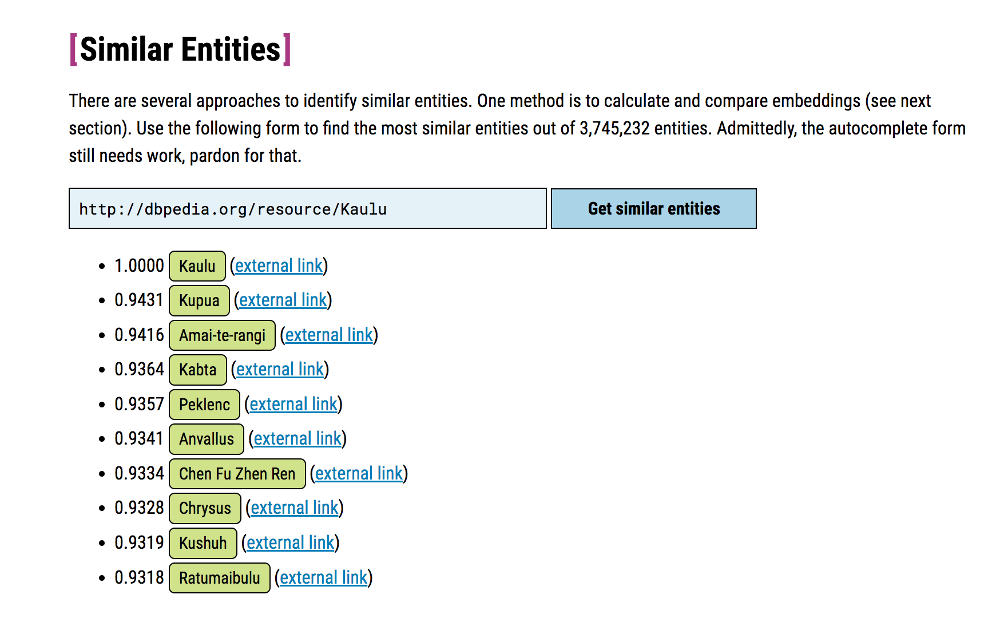 [Similar Entities]
There are several approaches to identify similar entities. One method is to calculate and compare embeddings (see next
section). Use the following form to find the most similar entities out of 3,745,232 entities. Admittedly, the autocomplete form
still needs work, pardon for that.
http://dbpedia.org/resource/Kaulu Get similar entities
• 1.0000 Kaulu (external link)
• 0.9431 Kupua (external link)
• 0.9416 Amai-te-rangi (external link)
• 0.9364 Kabta (external link)
• 0.9357 Peklenc (external link)
• 0.9341 Anvallus (external link)
• 0.9334 Chen Fu Zhen Ren (external link)
• 0.9328 Chrysus (external link)
• 0.9319 Kushuh (external link)
• 0.9318 Ratumaibulu (external link)